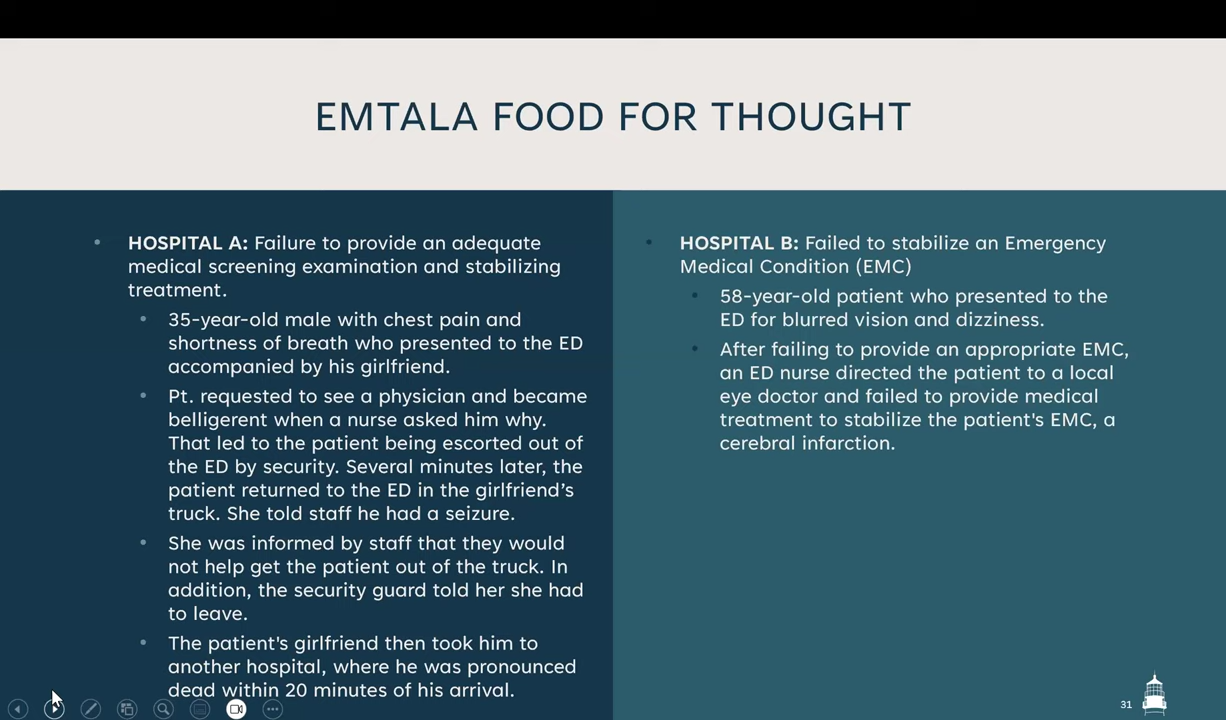 EMTALA FOOD FOR THOUGHT
• HOSPITAL A: Failure to provide an adequate
medical screening examination and stabilizing
treatment.
• 35-year-old male with chest pain and
shortness of breath who presented to the ED
accompanied by his girlfriend.
• Pt. requested to see a physician and became
belligerent when a nurse asked him why.
That led to the patient being escorted out of
the ED by security. Several minutes later, the
patient returned to the ED in the girlfriend’s
truck. She told staff he had a seizure.
• She was informed by staff that they would
not help get the patient out of the truck. In
addition, the security guard told her she had
to leave.
• The patient's girlfriend then took him to
another hospital, where he was pronounced
dead within 20 minutes of his arrival.
• HOSPITAL B: Failed to stabilize an Emergency
Medical Condition (EMC)
• 58-year-old patient who presented to the
ED for blurred vision and dizziness.
• After failing to provide an appropriate EMC,
an ED nurse directed the patient to a local
eye doctor and failed to provide medical
treatment to stabilize the patient's EMC, a
cerebral infarction.
31